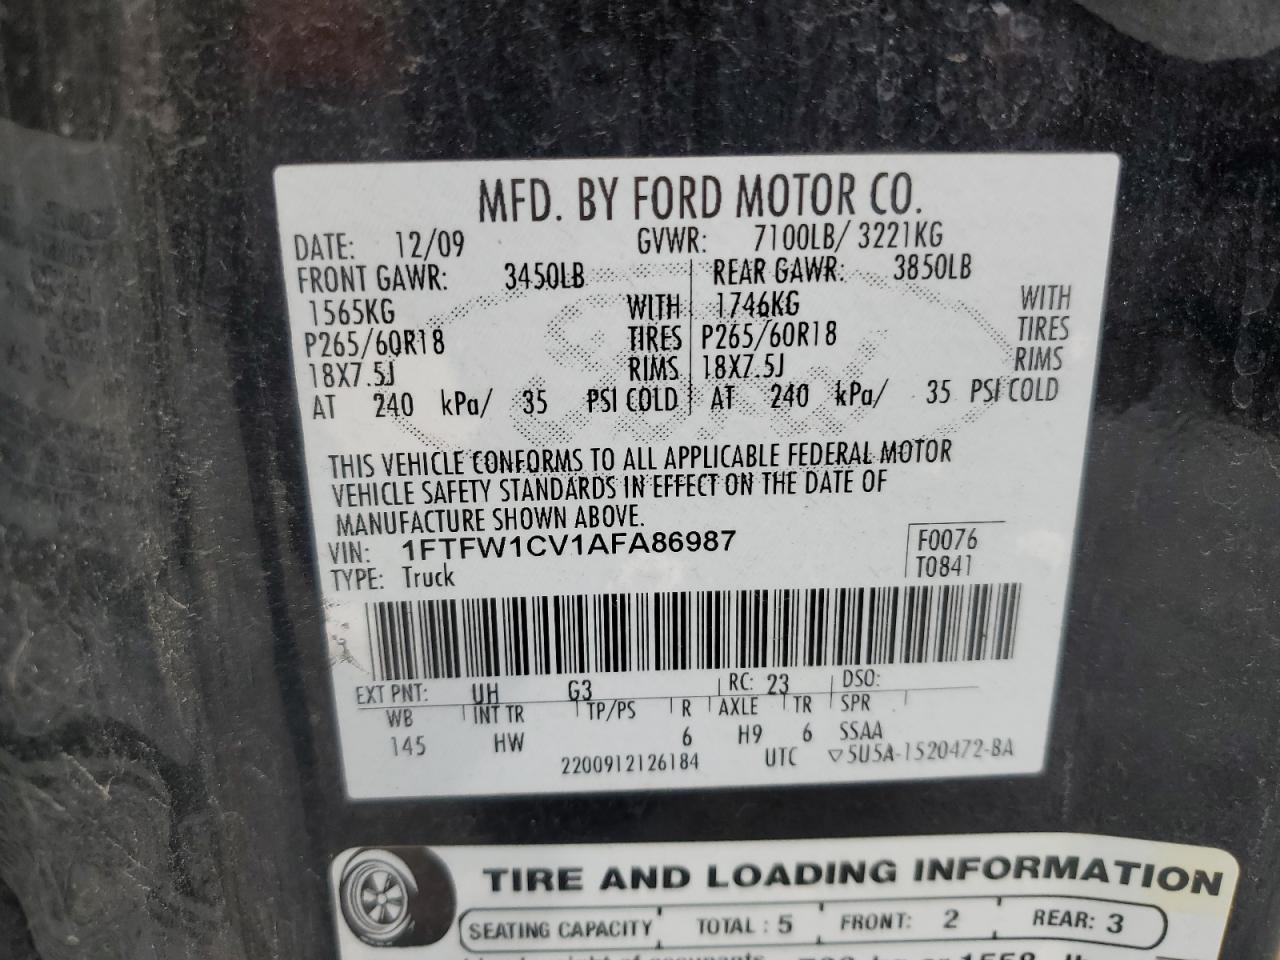 MFD. BY FORD MOTOR CO.
DATE: 12/09 GVWR: 7100LB/ 3221KG
FRONT GAWR: 3450LB REAR GAWR: 3850LB
1565KG WITH 1746KG WITH
P265/60R18 TIRES P265/60R18 TIRES
18X7.5J RIMS 18X7.5J RIMS
AT 240 kPa/ 35 PSI COLD AT 240 kPa/ 35 PSI COLD
THIS VEHICLE CONFORMS TO ALL APPLICABLE FEDERAL MOTOR
VEHICLE SAFETY STANDARDS IN EFFECT ON THE DATE OF
MANUFACTURE SHOWN ABOVE.
VIN: 1FTFW1CV1AFA86987 F0076
TYPE: Truck T0841
EXT PNT: UH G3 RC: 23 DSO:
WB INT TR TP/PS R AXLE TR SPR
145 HW 6 H9 6 SSAA
2200912126184 UTC ▽5U5A-1520472-BA
TIRE AND LOADING INFORMATION
SEATING CAPACITY TOTAL : 5 FRONT: 2 REAR: 3